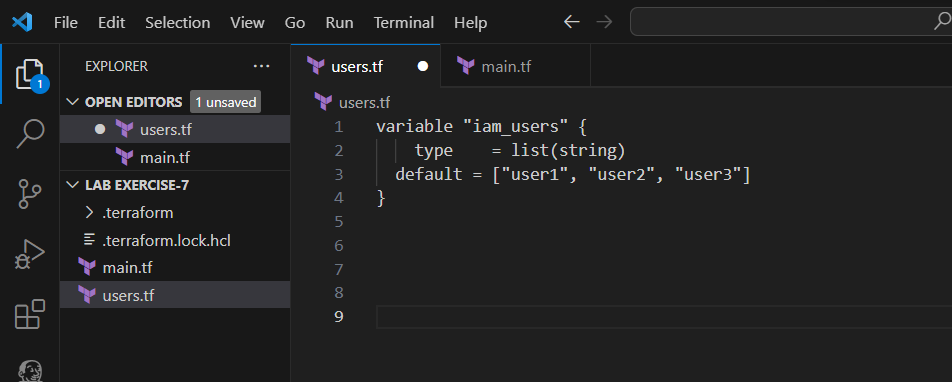 File Edit Selection View Go Run Terminal Help
EXPLORER
OPEN EDITORS 1 unsaved
users.tf
main.tf
LAB EXERCISE-7
.terraform
.terraform.lock.hcl
main.tf
users.tf
1
users.tf main.tf
users.tf
1 variable "iam_users" {
2 type = list(string)
3 default = ["user1", "user2", "user3"]
4 }
5
6
7
8
9